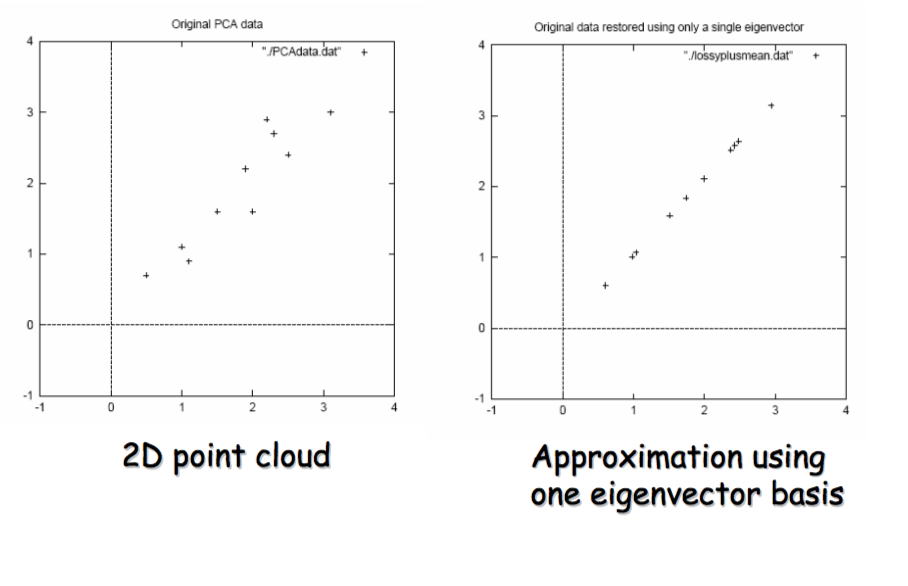 Original PCA data
"./PCAdata.dat"
4
3
2
1
0
-1
-1 0 1 2 3 4
2D point cloud
Original data restored using only a single eigenvector
"./lossyplusmean.dat"
4
3
2
1
0
-1
-1 0 1 2 3 4
Approximation using
one eigenvector basis